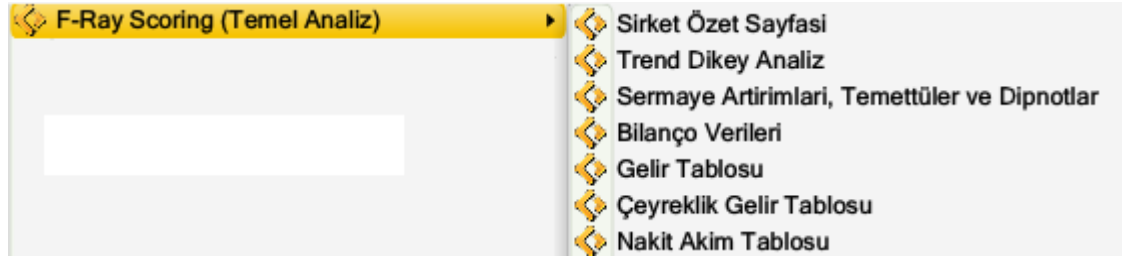 F-Ray Scoring (Temel Analiz)
Sirket Özet Sayfasi
Trend Dikey Analiz
Sermaye Artirimlari, Temettüler ve Dipnotlar
Bilanço Verileri
Gelir Tablosu
Çeyreklik Gelir Tablosu
Nakit Akim Tablosu